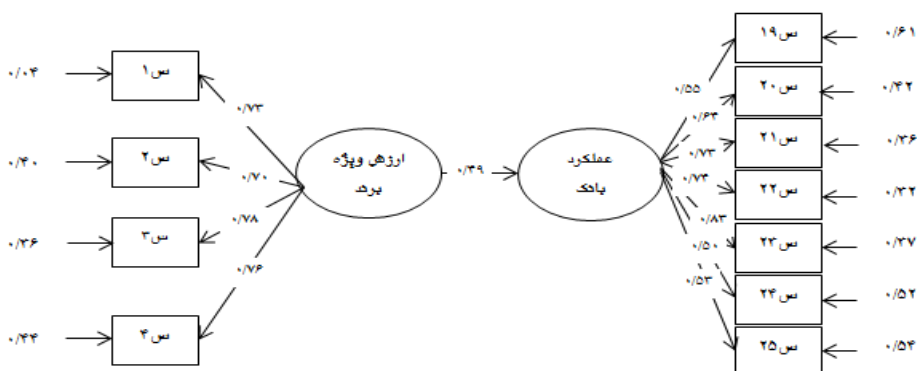 س۱۹
۰/۶۱
۰/۵۵
س۲۰
۰/۴۲
۰/۶۴
س۲۱
۰/۳۶
۰/۷۳
س۲۲
۰/۳۲
۰/۷۴
س۲۳
۰/۳۷
۰/۸۳
س۲۴
۰/۵۲
۰/۵۰
س۲۵
۰/۵۴
۰/۵۳
عملکرد
بانک
ارزش ویژه
برند
س۱
۰/۰۴
۰/۷۳
س۲
۰/۴۰
۰/۷۰
س۳
۰/۳۶
۰/۷۸
س۴
۰/۴۴
۰/۷۶